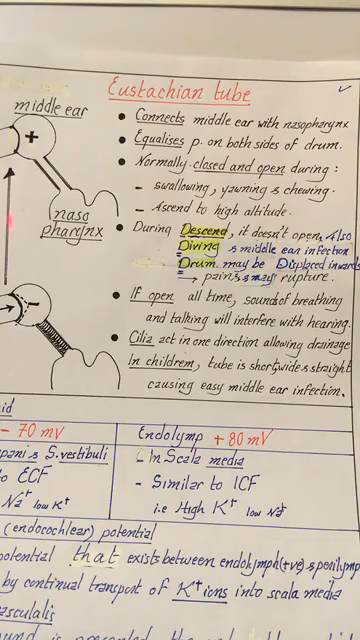 Eustachian tube
middle ear
+
naso
pharynx
• Connects middle ear with nasopharynx
• Equalises p. on both sides of drum.
• Normally closed and open during :
– swallowing, yawning & chewing.
– Ascend to high altitude.
• During Descend, it doesn't open, Also
Diving & middle ear infection
Drum may be Displaced inwards
→ pain & may rupture.
• If open all time, sounds of breathing
and talking will interfere with hearing.
• Cilia act in one direction allowing drainage
In children, tube is short, wide & straight
causing easy middle ear infection.
– 70 mV
Endolymp + 80 mV
& S. vestibuli
– In Scala media
to ECF
– Similar to ICF
Na+ low K+
i.e High K+ low Na+
(endocochlear) potential
potential that exists between endolymph (+ve) & perilymp
by continual transport of K+ ions into scala media